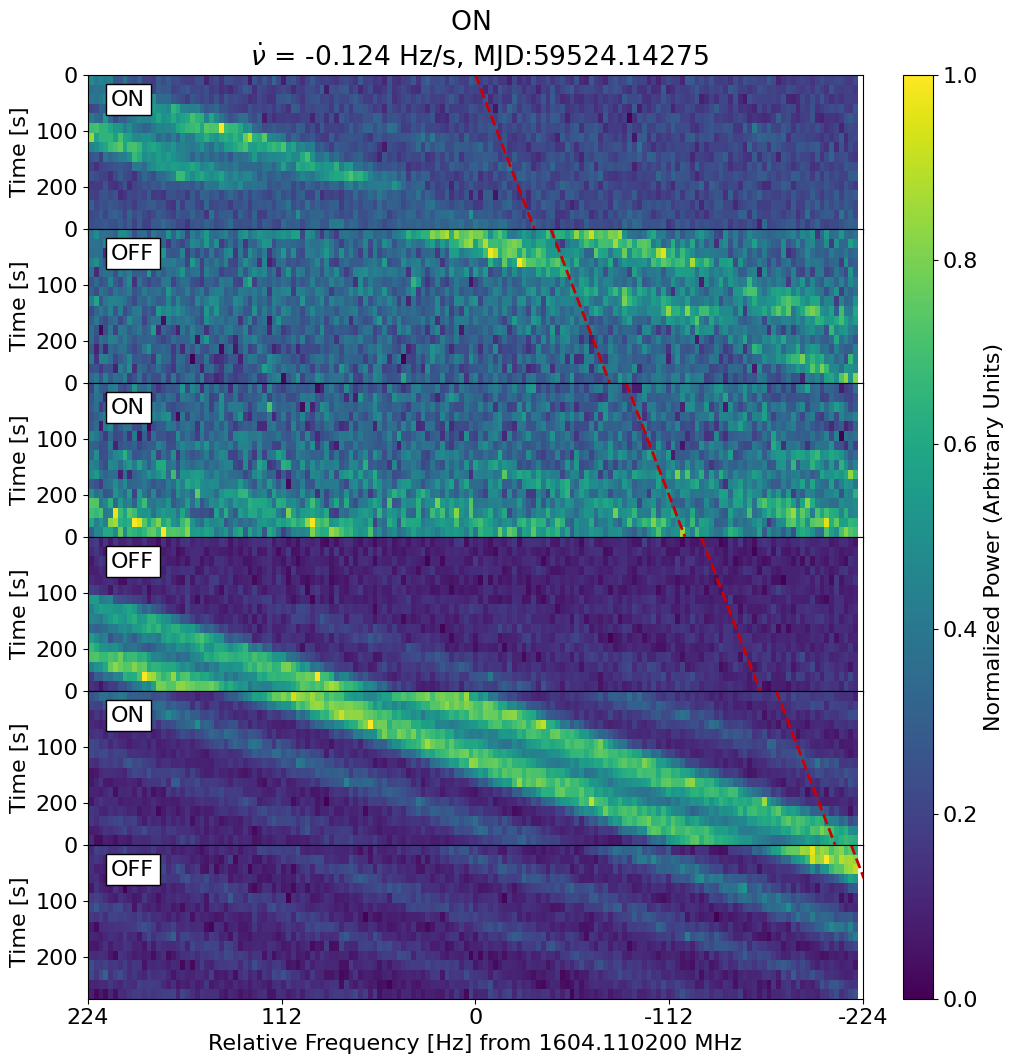 ON
ν̇ = -0.124 Hz/s, MJD:59524.14275
0
100
200
Time [s]
ON
0
100
200
Time [s]
OFF
0
100
200
Time [s]
ON
0
100
200
Time [s]
OFF
0
100
200
Time [s]
ON
0
100
200
Time [s]
OFF
224 112 0 -112 -224
Relative Frequency [Hz] from 1604.110200 MHz
1.0
0.8
0.6
0.4
0.2
0.0
Normalized Power (Arbitrary Units)